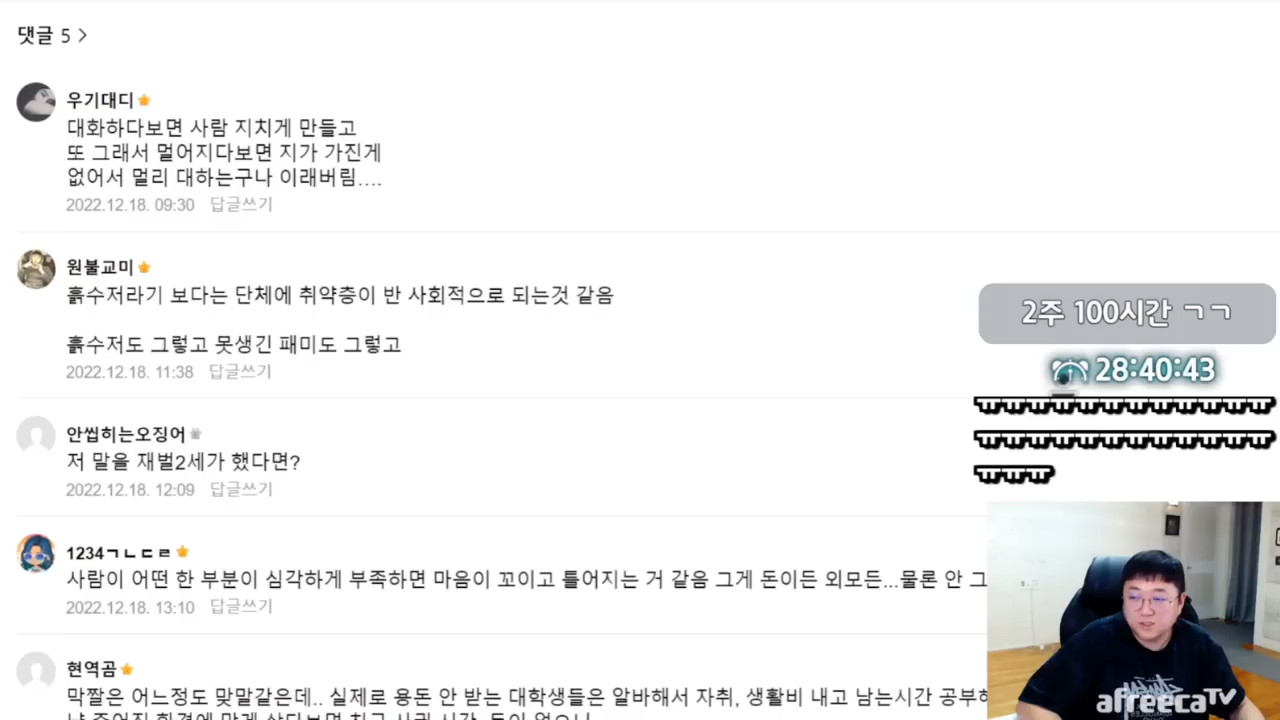 댓글 5 >
우기대디
대화하다보면 사람 지치게 만들고
또 그래서 멀어지다보면 지가 가진게
없어서 멀리 대하는구나 이래버림....
2022.12.18. 09:30 답글쓰기
원불교미
흙수저라기 보다는 단체에 취약층이 반 사회적으로 되는것 같음
흙수저도 그렇고 못생긴 패미도 그렇고
2022.12.18. 11:38 답글쓰기
안씹히는오징어
저 말을 재벌2세가 했다면?
2022.12.18. 12:09 답글쓰기
1234ㄱㄴㄷㄹ
사람이 어떤 한 부분이 심각하게 부족하면 마음이 꼬이고 틀어지는 거 같음 그게 돈이든 외모든...물론 안 그
2022.12.18. 13:10 답글쓰기
현역곰
막짤은 어느정도 맞말같은데.. 실제로 용돈 안 받는 대학생들은 알바해서 자취, 생활비 내고 남는시간 공부하
2주 100시간 ㄱㄱ
28:40:43
ㅠㅠㅠㅠㅠㅠㅠㅠㅠㅠㅠㅠ
ㅠㅠㅠㅠㅠㅠㅠㅠㅠㅠㅠㅠ
ㅠㅠㅠ
afreecaTV